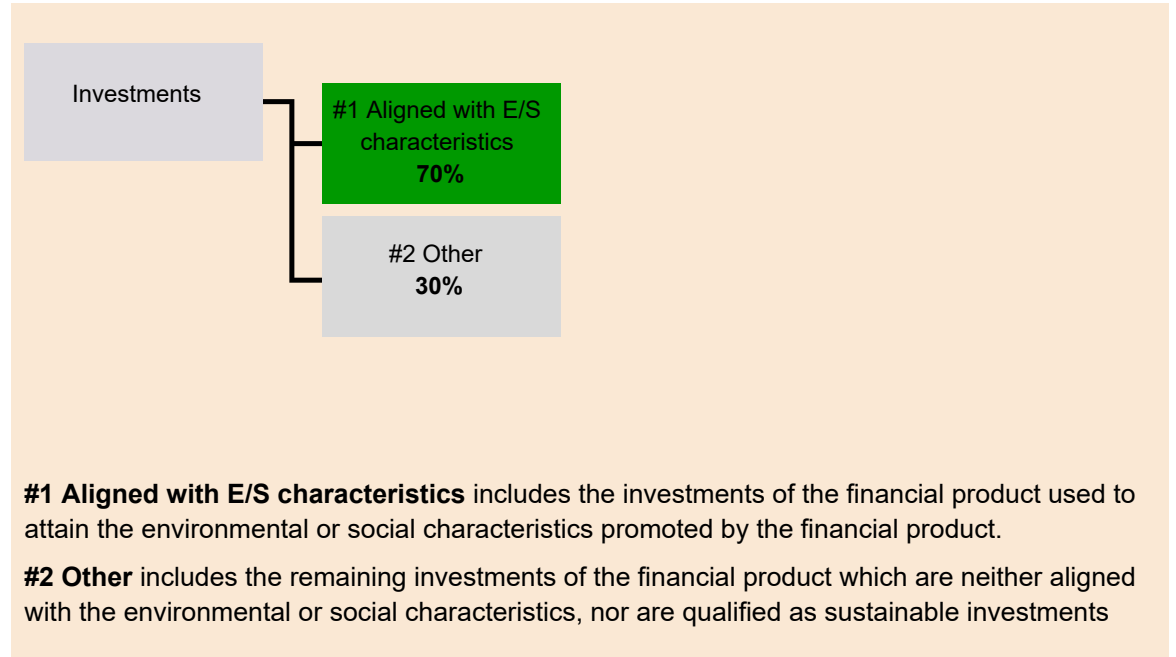 Investments
#1 Aligned with E/S
characteristics
70%
#2 Other
30%
#1 Aligned with E/S characteristics includes the investments of the financial product used to
attain the environmental or social characteristics promoted by the financial product.
#2 Other includes the remaining investments of the financial product which are neither aligned
with the environmental or social characteristics, nor are qualified as sustainable investments